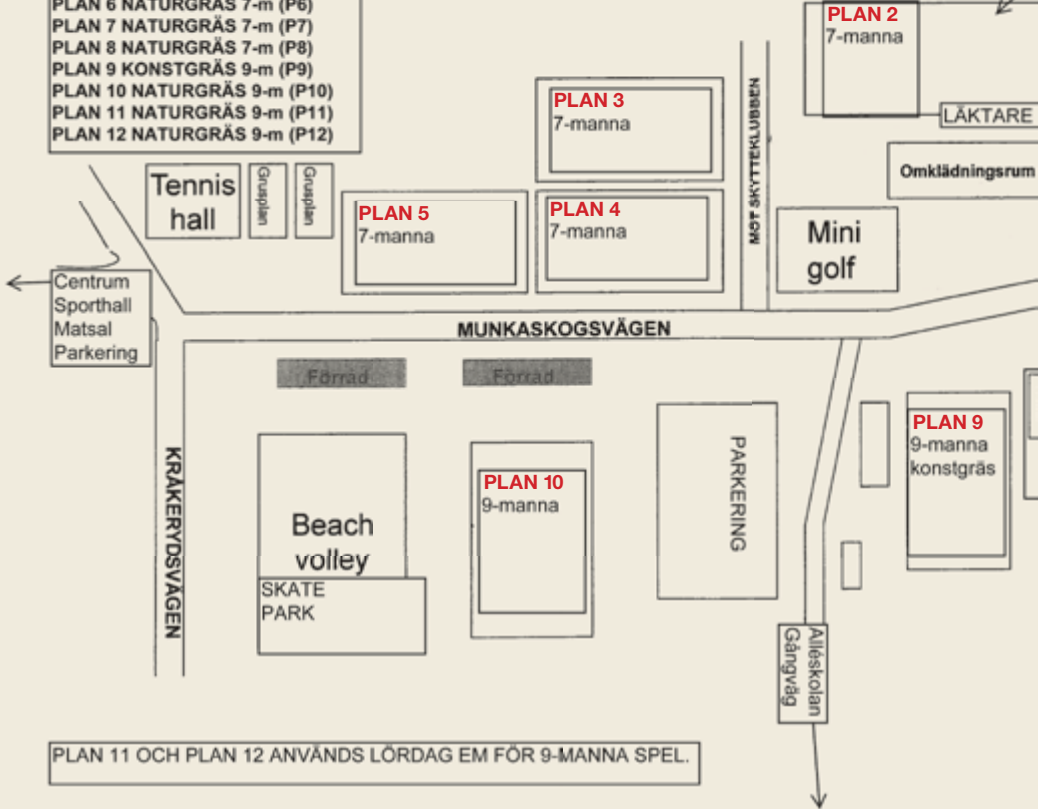 PLAN 6 NATURGRÄS 7-m (P6)
PLAN 7 NATURGRÄS 7-m (P7)
PLAN 8 NATURGRÄS 7-m (P8)
PLAN 9 KONSTGRÄS 9-m (P9)
PLAN 10 NATURGRÄS 9-m (P10)
PLAN 11 NATURGRÄS 9-m (P11)
PLAN 12 NATURGRÄS 9-m (P12)
PLAN 2
7-manna
LÄKTARE
PLAN 3
7-manna
MOT SKYTTEKLUBBEN
Omklädningsrum
Tennis
hall
Grusplan
Grusplan
PLAN 5
7-manna
PLAN 4
7-manna
Mini
golf
Centrum
Sporthall
Matsal
Parkering
MUNKASKOGSVÄGEN
Förråd
Förråd
KRÅKERYDSVÄGEN
Beach
volley
SKATE
PARK
PLAN 10
9-manna
PARKERING
PLAN 9
9-manna
konstgräs
Alléskolan
Gångväg
PLAN 11 OCH PLAN 12 ANVÄNDS LÖRDAG EM FÖR 9-MANNA SPEL.